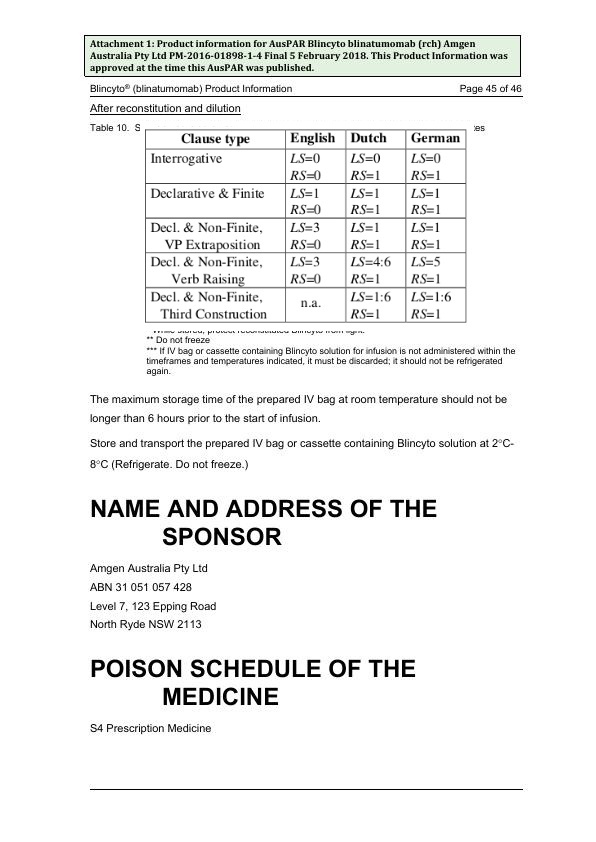 Attachment 1: Product information for AusPAR Blincyto blinatumomab (rch) Amgen
Australia Pty Ltd PM-2016-01898-1-4 Final 5 February 2018. This Product Information was
approved at the time this AusPAR was published.
Blincyto® (blinatumomab) Product Information Page 45 of 46
After reconstitution and dilution
Table 10. S
Clause type English Dutch German
Interrogative LS=0 LS=0 LS=0
RS=0 RS=1 RS=1
Declarative & Finite LS=1 LS=1 LS=1
RS=0 RS=1 RS=1
Decl. & Non-Finite, LS=3 LS=1 LS=1
VP Extraposition RS=0 RS=1 RS=1
Decl. & Non-Finite, LS=3 LS=4:6 LS=5
Verb Raising RS=0 RS=1 RS=1
Decl. & Non-Finite, n.a. LS=1:6 LS=1:6
Third Construction RS=1 RS=1
While stored, protect reconstituted Blincyto from light.
** Do not freeze
*** If IV bag or cassette containing Blincyto solution for infusion is not administered within the
timeframes and temperatures indicated, it must be discarded; it should not be refrigerated
again.
The maximum storage time of the prepared IV bag at room temperature should not be
longer than 6 hours prior to the start of infusion.
Store and transport the prepared IV bag or cassette containing Blincyto solution at 2°C-
8°C (Refrigerate. Do not freeze.)
NAME AND ADDRESS OF THE
SPONSOR
Amgen Australia Pty Ltd
ABN 31 051 057 428
Level 7, 123 Epping Road
North Ryde NSW 2113
POISON SCHEDULE OF THE
MEDICINE
S4 Prescription Medicine